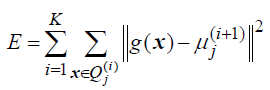 E = \sum_{i=1}^{K} \sum_{x \in Q_j^{(i)}} \left\| g(x) - \mu_j^{(i+1)} \right\|^2